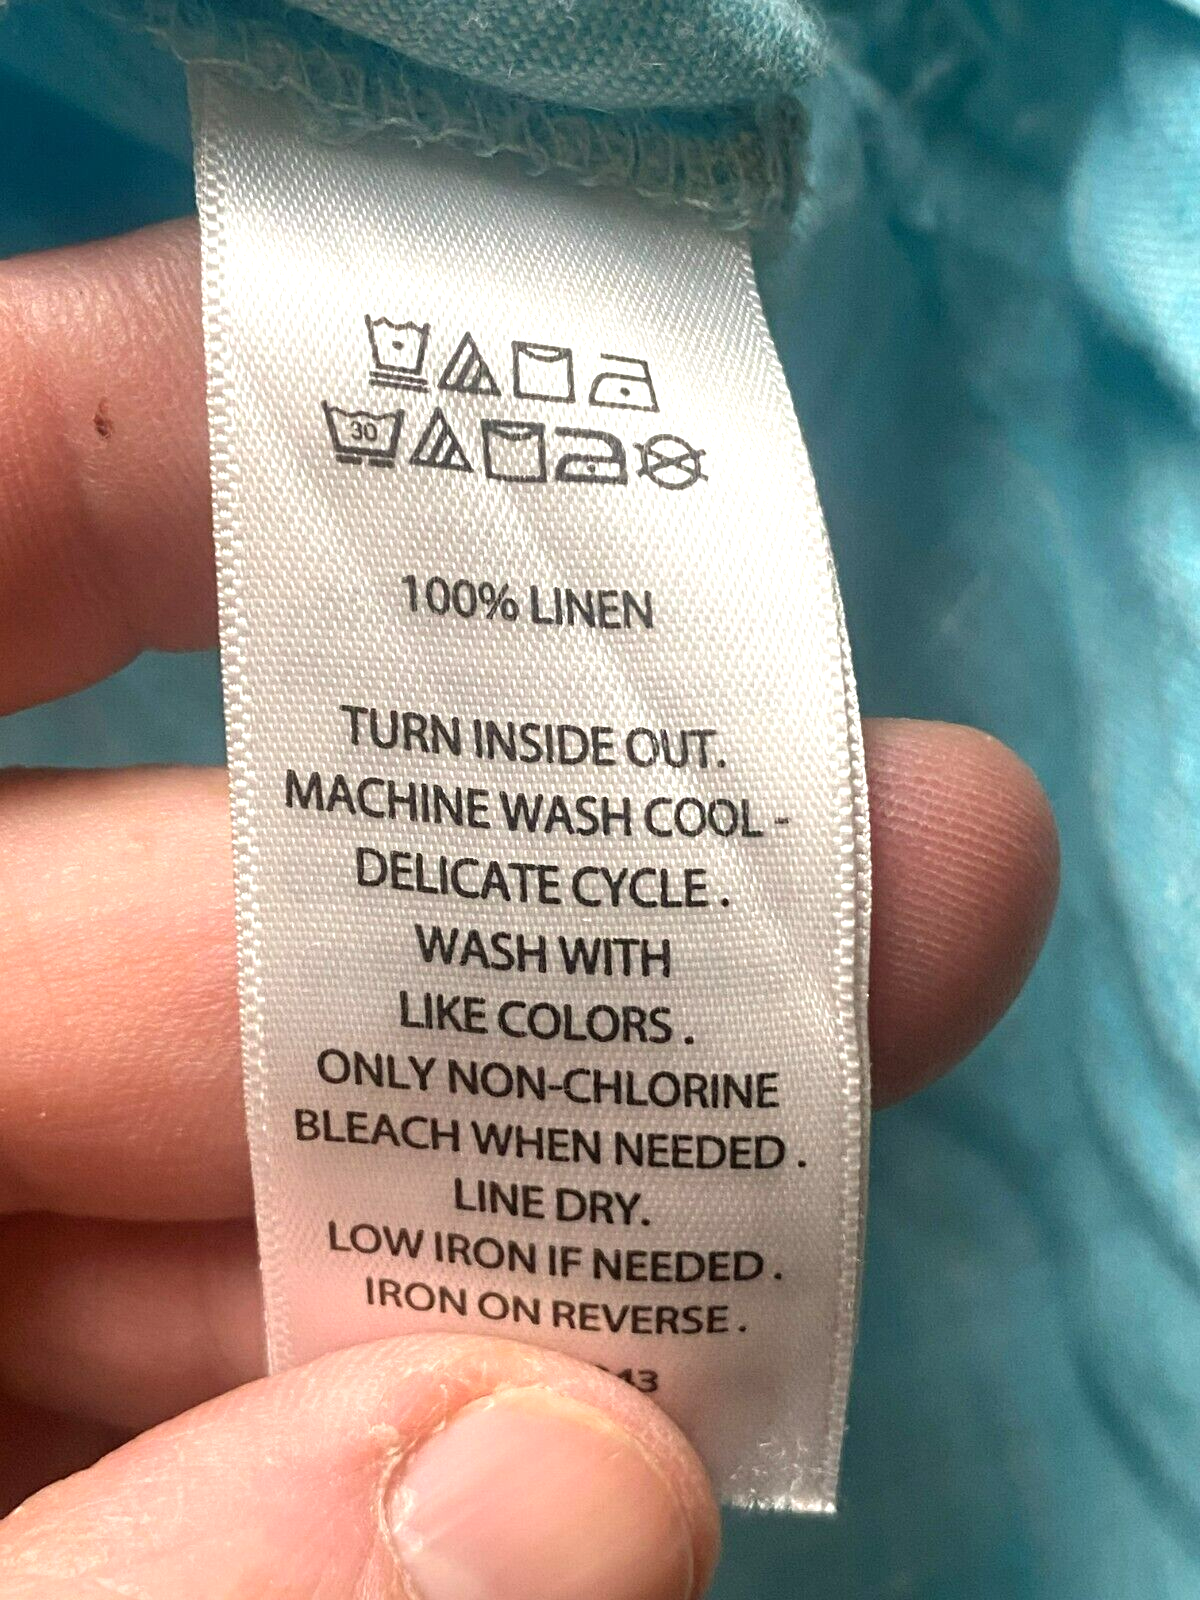 30
100% LINEN
TURN INSIDE OUT.
MACHINE WASH COOL -
DELICATE CYCLE .
WASH WITH
LIKE COLORS .
ONLY NON-CHLORINE
BLEACH WHEN NEEDED .
LINE DRY.
LOW IRON IF NEEDED .
IRON ON REVERSE .